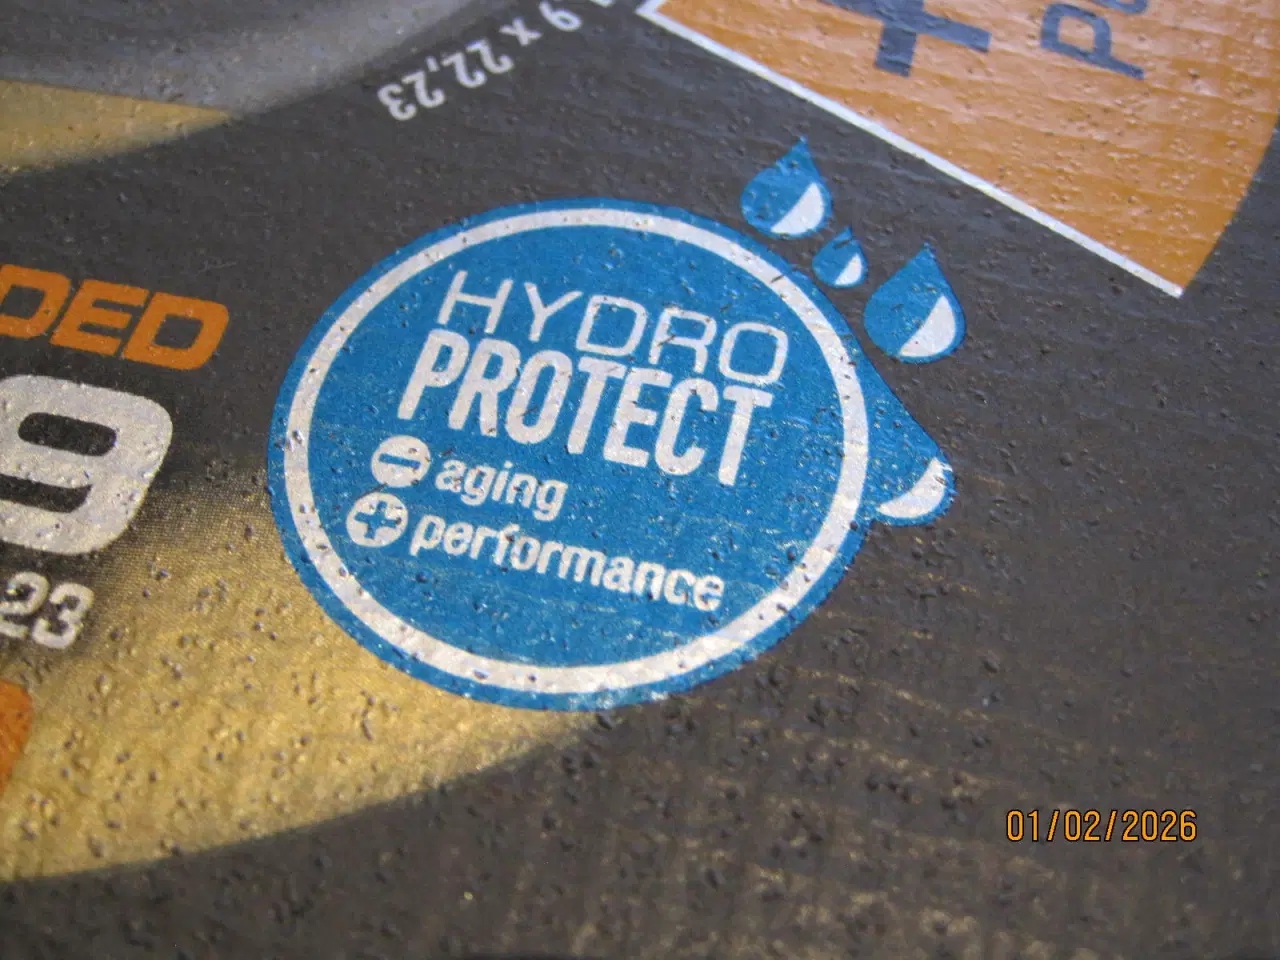 ,9 x 22,23
DED
9
23
HYDRO
PROTECT
- aging
+ performance
01/02/2026